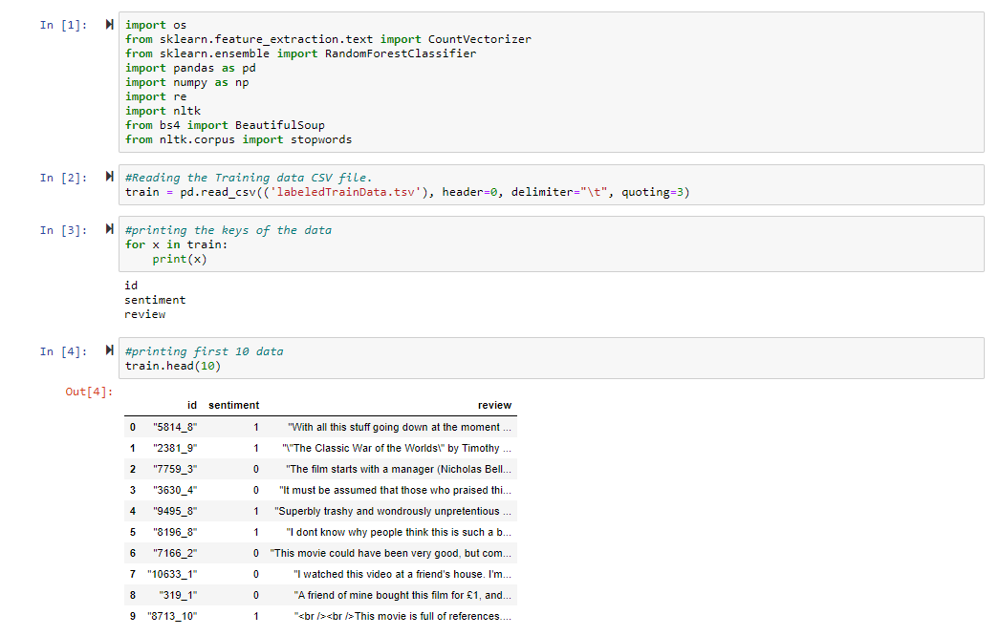 In [1]:
import os
from sklearn.feature_extraction.text import CountVectorizer
from sklearn.ensemble import RandomForestClassifier
import pandas as pd
import numpy as np
import re
import nltk
from bs4 import BeautifulSoup
from nltk.corpus import stopwords
In [2]:
#Reading the Training data CSV file.
train = pd.read_csv(('labeledTrainData.tsv'), header=0, delimiter="\t", quoting=3)
In [3]:
#printing the keys of the data
for x in train:
    print(x)
id
sentiment
review
In [4]:
#printing first 10 data
train.head(10)
Out[4]:
id sentiment review
0 "5814_8" 1 "With all this stuff going down at the moment ...
1 "2381_9" 1 "\"The Classic War of the Worlds\" by Timothy ...
2 "7759_3" 0 "The film starts with a manager (Nicholas Bell...
3 "3630_4" 0 "It must be assumed that those who praised thi...
4 "9495_8" 1 "Superbly trashy and wondrously unpretentious ...
5 "8196_8" 1 "I dont know why people think this is such a b...
6 "7166_2" 0 "This movie could have been very good, but com...
7 "10633_1" 0 "I watched this video at a friend's house. I'm...
8 "319_1" 0 "A friend of mine bought this film for £1, and...
9 "8713_10" 1 "<br /><br />This movie is full of references....